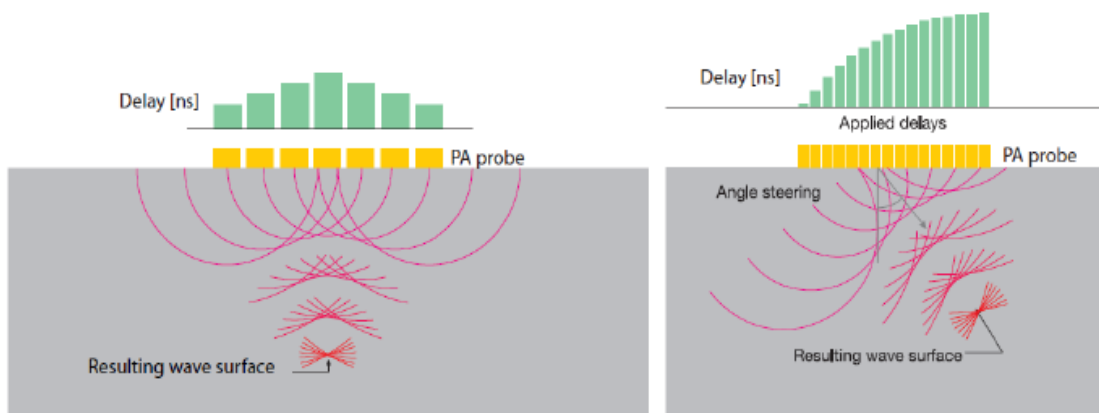 Delay [ns]
PA probe
Resulting wave surface
Delay [ns]
Applied delays
PA probe
Angle steering
Resulting wave surface